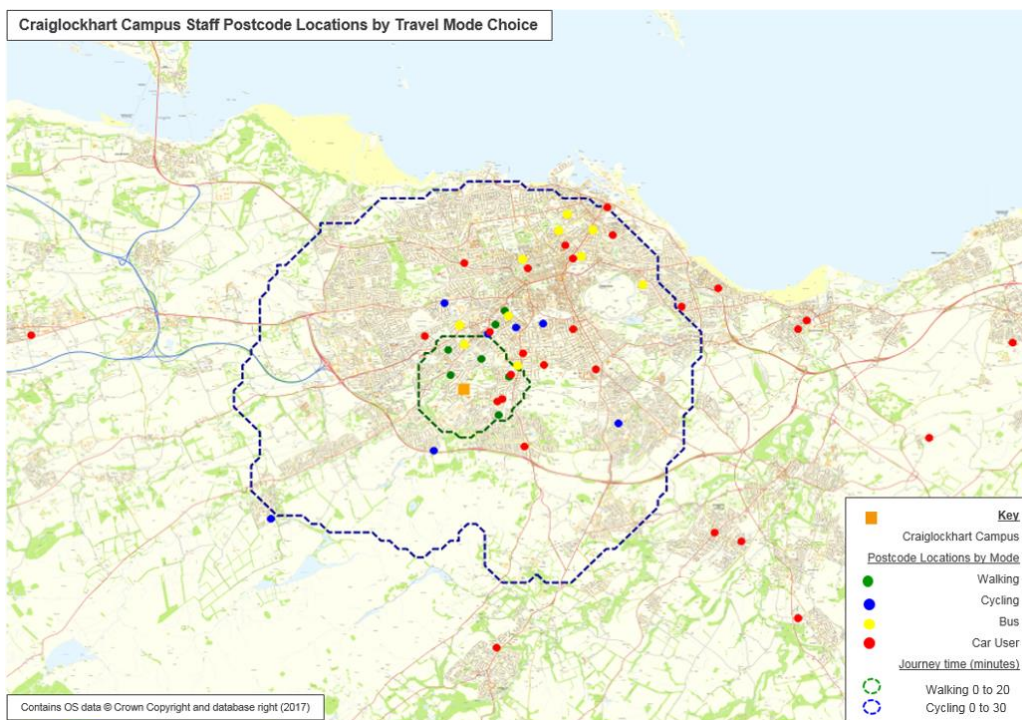 Craiglockhart Campus Staff Postcode Locations by Travel Mode Choice
Key
Craiglockhart Campus
Postcode Locations by Mode
Walking
Cycling
Bus
Car User
Journey time (minutes)
Walking 0 to 20
Cycling 0 to 30
Contains OS data © Crown Copyright and database right (2017)